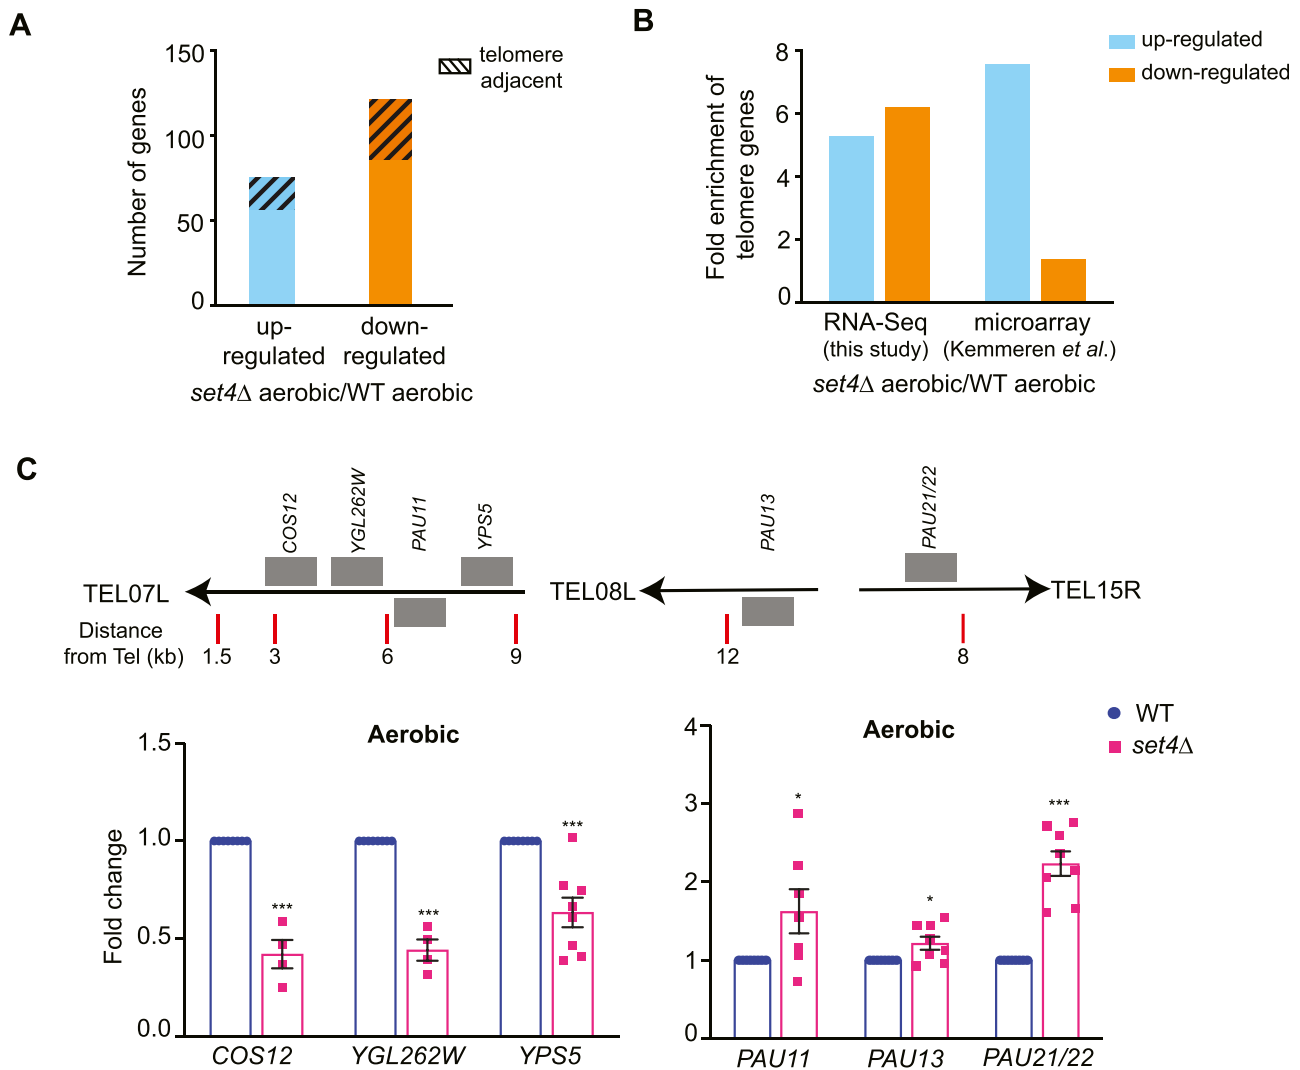 A
150
100
50
0
Number of genes
telomere
adjacent
up-
regulated
down-
regulated
set4Δ aerobic/WT aerobic
B
8
6
4
2
0
Fold enrichment of
telomere genes
up-regulated
down-regulated
RNA-Seq
(this study)
microarray
(Kemmeren et al.)
set4Δ aerobic/WT aerobic
C
COS12
YGL262W
PAU11
YPS5
PAU13
PAU21/22
TEL07L
TEL08L
TEL15R
Distance
from Tel (kb)
1.5
3
6
9
12
8
Aerobic
1.5
1.0
0.5
0.0
Fold change
***
***
***
COS12
YGL262W
YPS5
Aerobic
4
3
2
1
0
*
*
***
PAU11
PAU13
PAU21/22
WT
set4Δ